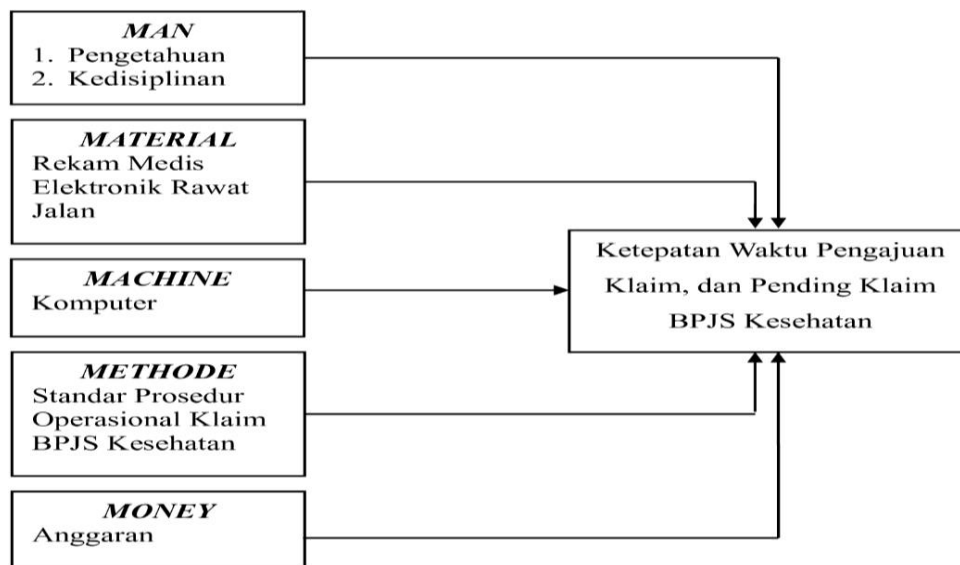 MAN
1. Pengetahuan
2. Kedisiplinan
MATERIAL
Rekam Medis
Elektronik Rawat
Jalan
MACHINE
Komputer
METHODE
Standar Prosedur
Operasional Klaim
BPJS Kesehatan
MONEY
Anggaran
Ketepatan Waktu Pengajuan
Klaim, dan Pending Klaim
BPJS Kesehatan